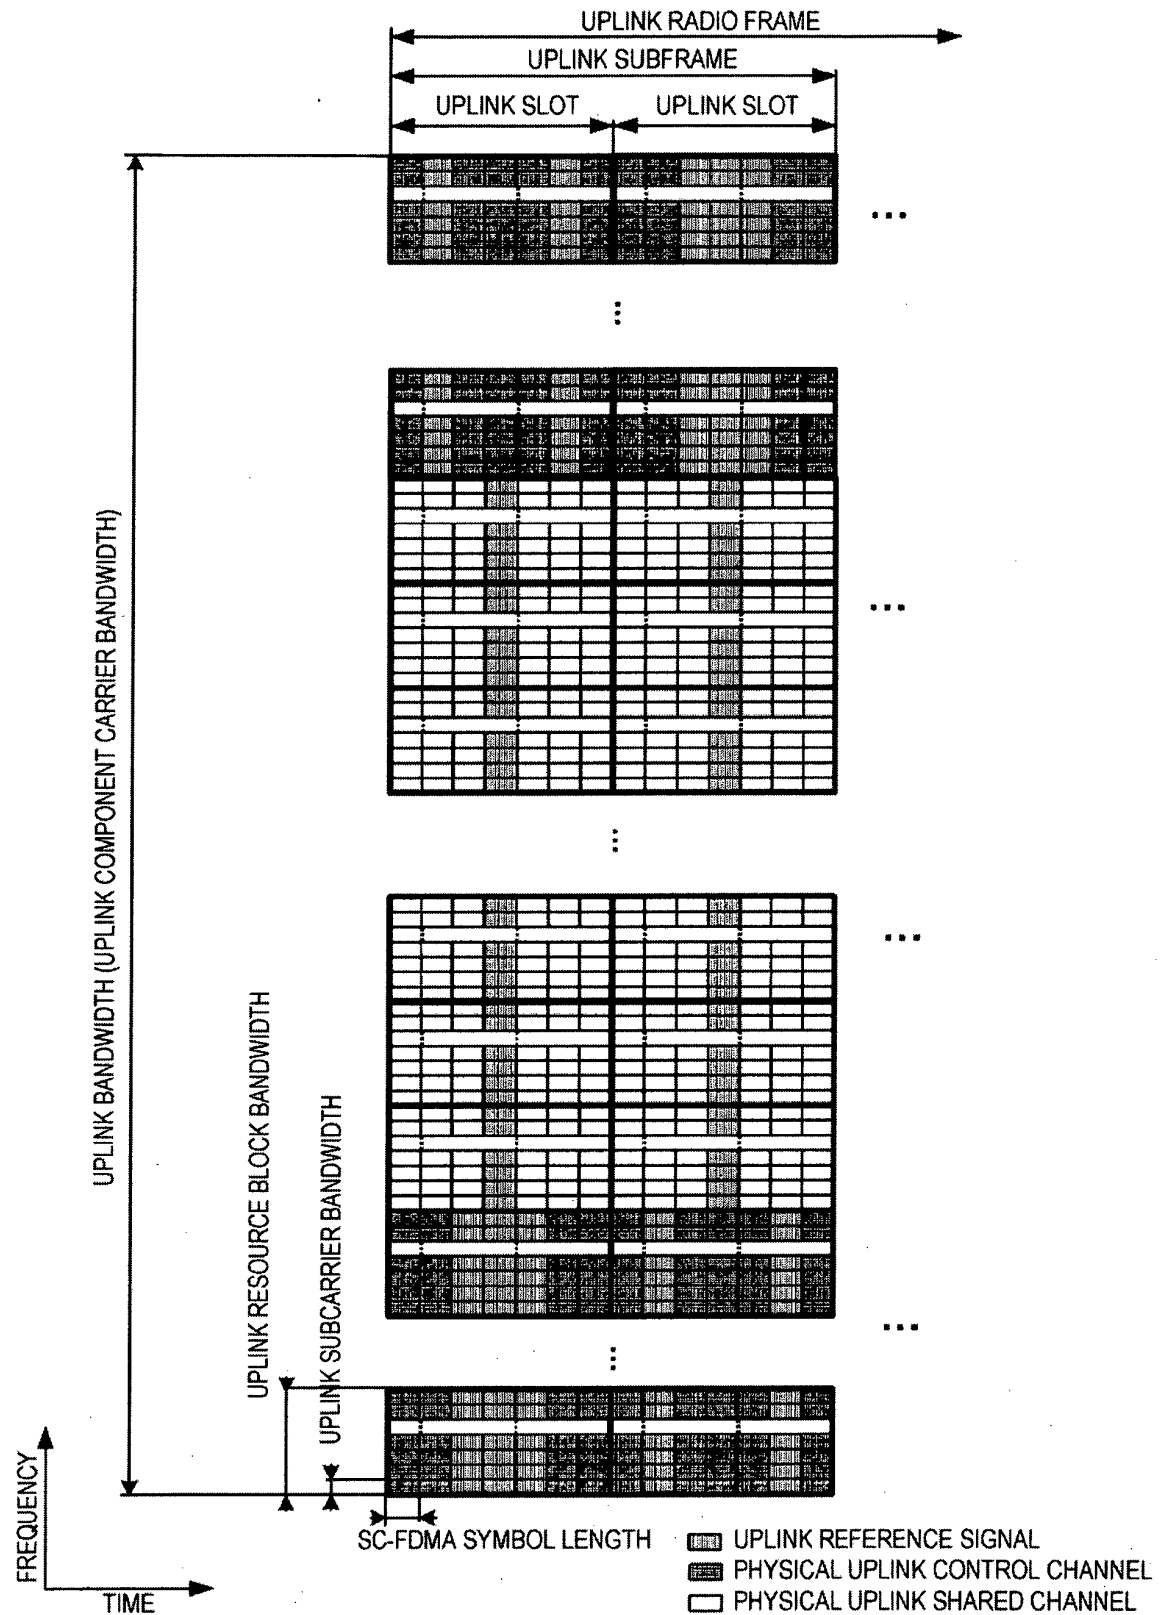 UPLINK RADIO FRAME
UPLINK SUBFRAME
UPLINK SLOT
UPLINK SLOT
UPLINK BANDWIDTH (UPLINK COMPONENT CARRIER BANDWIDTH)
UPLINK RESOURCE BLOCK BANDWIDTH
UPLINK SUBCARRIER BANDWIDTH
FREQUENCY
TIME
SC-FDMA SYMBOL LENGTH
UPLINK REFERENCE SIGNAL
PHYSICAL UPLINK CONTROL CHANNEL
PHYSICAL UPLINK SHARED CHANNEL